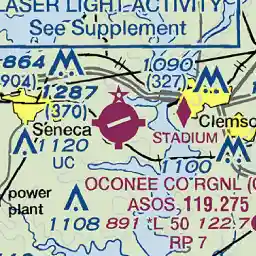 LASER LIGHT ACTIVITY
See Supplement
864
(904)
1090
(327)
1287
(370)
Seneca
Clemso
STADIUM
1120
UC
1100
power
plant
OCONEE CO RGNL (C
ASOS 119.275
1108
891 *L 50 122.7
RP 7